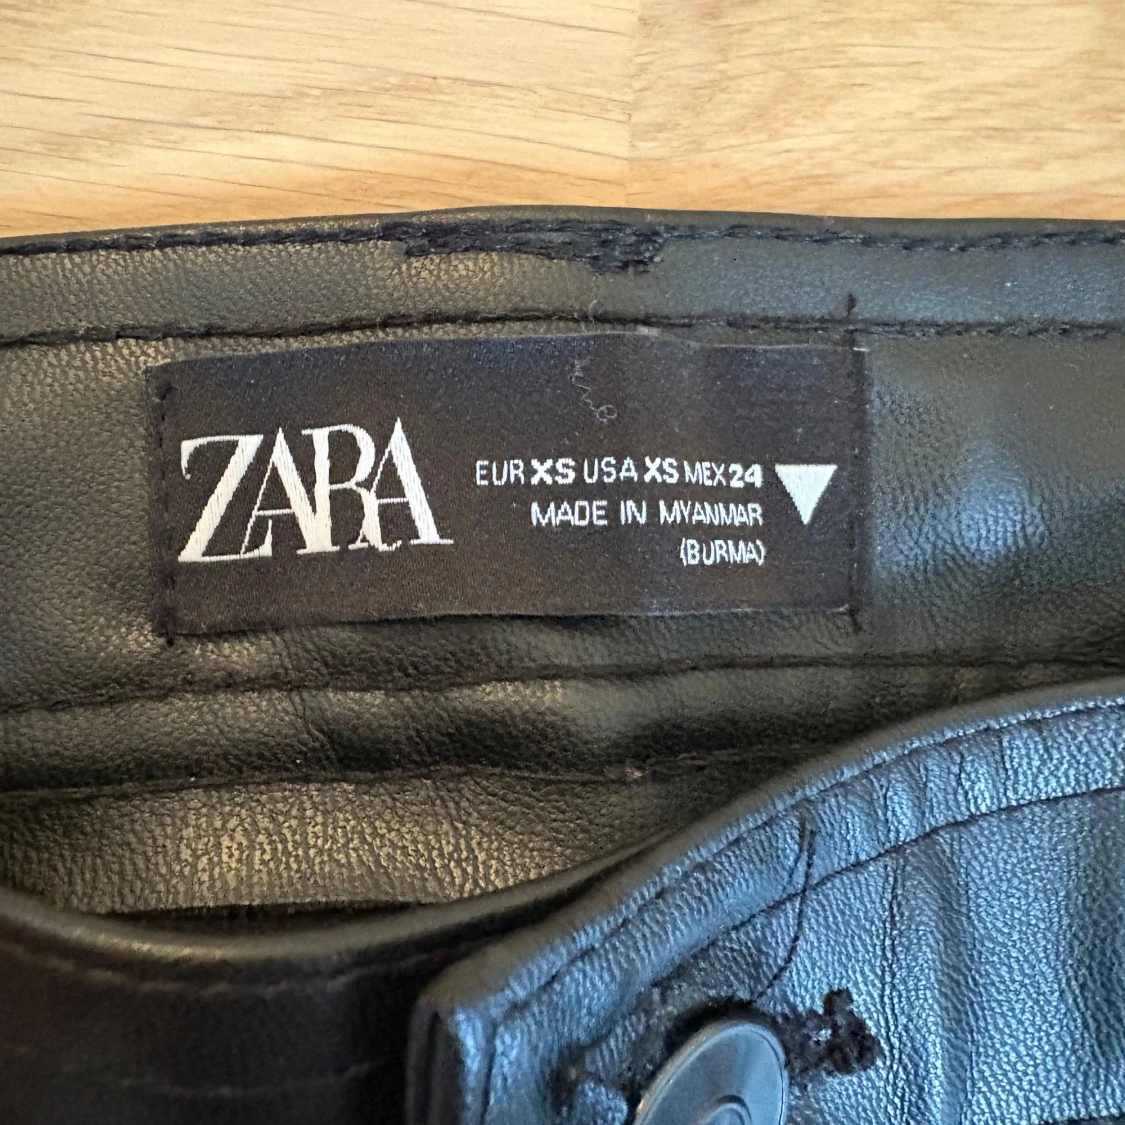 ZARA
EUR XS USA XS MEX 24
MADE IN MYANMAR
(BURMA)